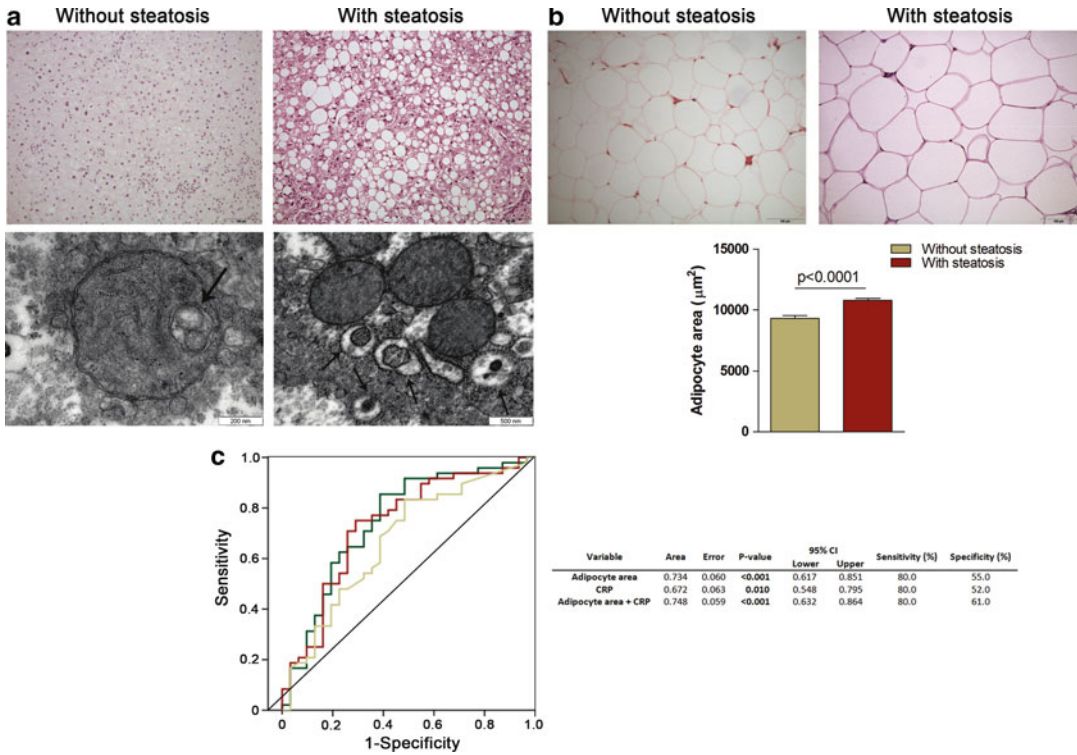 a
Without steatosis
With steatosis
200 nm
500 nm
b
Without steatosis
With steatosis
15000
10000
5000
0
Adipocyte area (μm²)
p<0.0001
Without steatosis
With steatosis
c
1.0
0.8
0.6
0.4
0.2
0
Sensitivity
0 0.2 0.4 0.6 0.8 1.0
1-Specificity
Variable Area Error P-value 95% CI Sensitivity (%) Specificity (%)
Lower Upper
Adipocyte area 0.734 0.060 <0.001 0.617 0.851 80.0 55.0
CRP 0.672 0.063 0.010 0.548 0.795 80.0 52.0
Adipocyte area + CRP 0.748 0.059 <0.001 0.632 0.864 80.0 61.0